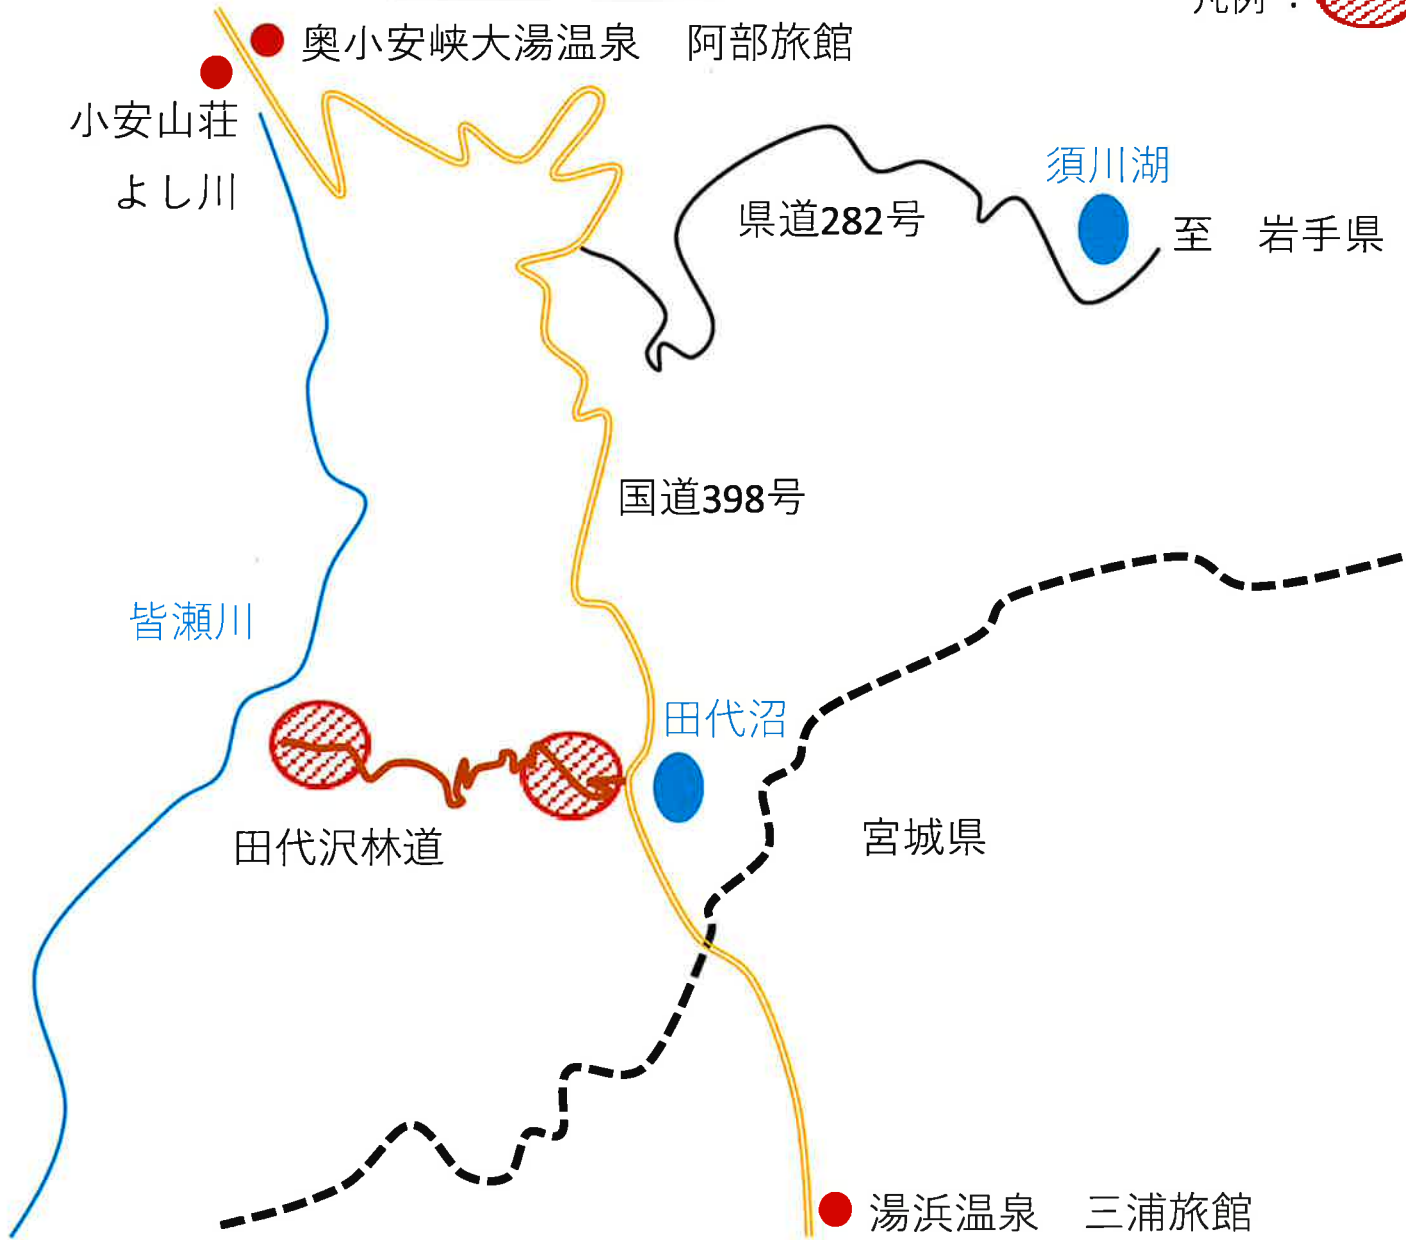 凡例：
奥小安峡大湯温泉　阿部旅館
小安山荘
よし川
須川湖
県道282号
至　岩手県
国道398号
皆瀬川
田代沼
田代沢林道
宮城県
湯浜温泉　三浦旅館